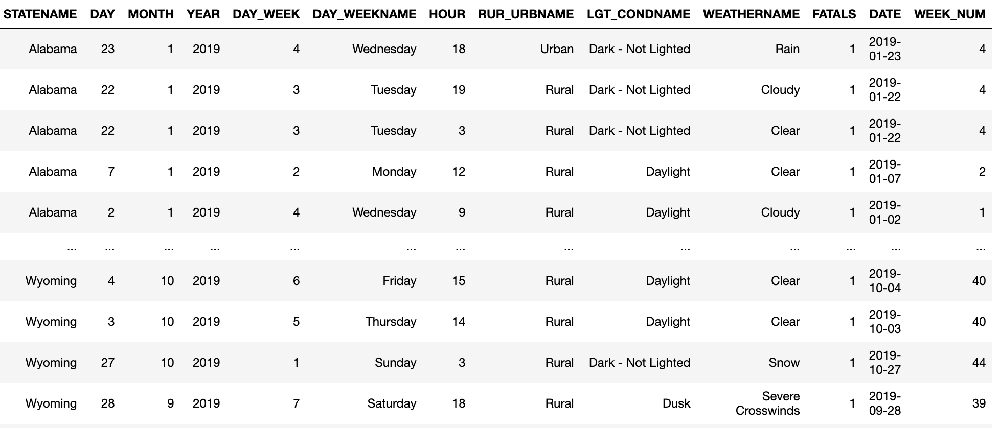 STATENAME DAY MONTH YEAR DAY_WEEK DAY_WEEKNAME HOUR RUR_URBNAME LGT_CONDNAME WEATHERNAME FATALS DATE WEEK_NUM
Alabama 23 1 2019 4 Wednesday 18 Urban Dark - Not Lighted Rain 1 2019-
01-23 4
Alabama 22 1 2019 3 Tuesday 19 Rural Dark - Not Lighted Cloudy 1 2019-
01-22 4
Alabama 22 1 2019 3 Tuesday 3 Rural Dark - Not Lighted Clear 1 2019-
01-22 4
Alabama 7 1 2019 2 Monday 12 Rural Daylight Clear 1 2019-
01-07 2
Alabama 2 1 2019 4 Wednesday 9 Rural Daylight Cloudy 1 2019-
01-02 1
... ... ... ... ... ... ... ... ... ... ... ... ...
Wyoming 4 10 2019 6 Friday 15 Rural Daylight Clear 1 2019-
10-04 40
Wyoming 3 10 2019 5 Thursday 14 Rural Daylight Clear 1 2019-
10-03 40
Wyoming 27 10 2019 1 Sunday 3 Rural Dark - Not Lighted Snow 1 2019-
10-27 44
Wyoming 28 9 2019 7 Saturday 18 Rural Dusk Severe
Crosswinds 1 2019-
09-28 39